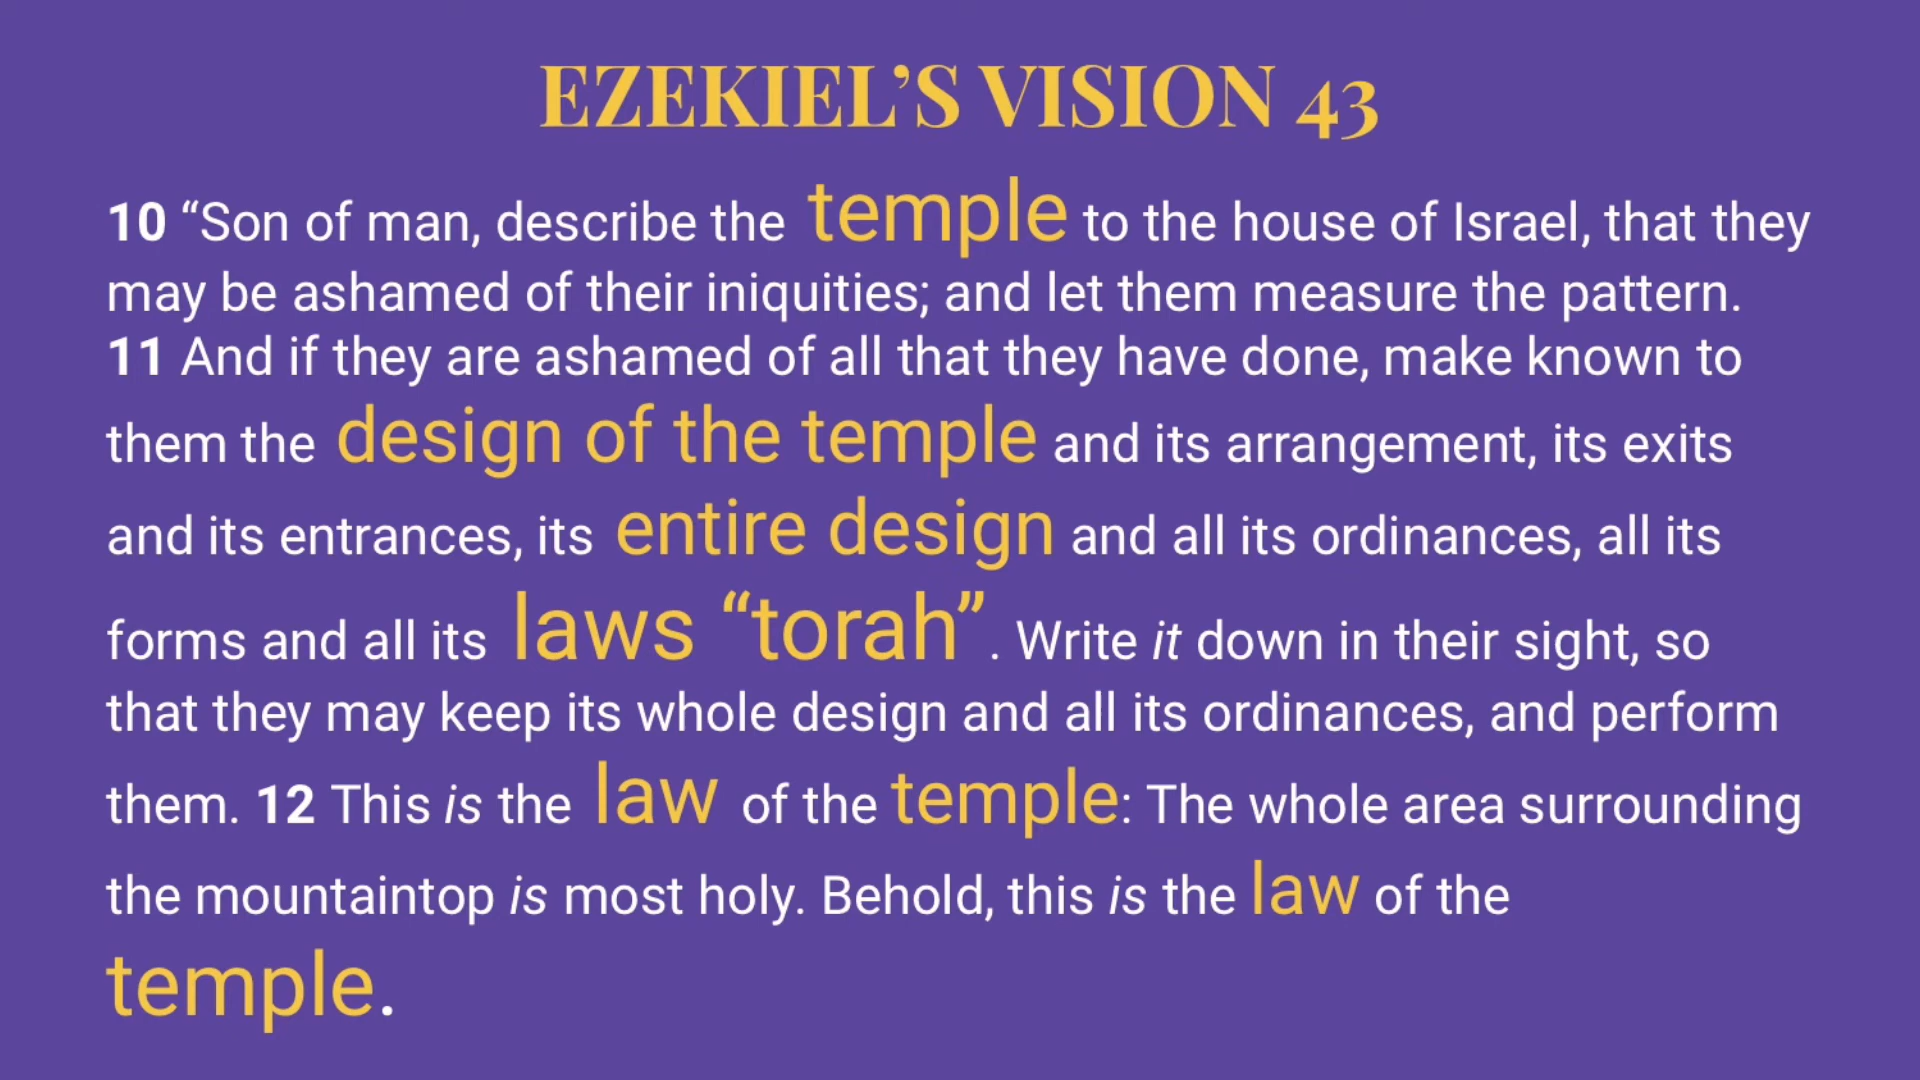 EZEKIEL’S VISION 43
10 “Son of man, describe the temple to the house of Israel, that they
may be ashamed of their iniquities; and let them measure the pattern.
11 And if they are ashamed of all that they have done, make known to
them the design of the temple and its arrangement, its exits
and its entrances, its entire design and all its ordinances, all its
forms and all its laws “torah”. Write it down in their sight, so
that they may keep its whole design and all its ordinances, and perform
them. 12 This is the law of the temple: The whole area surrounding
the mountaintop is most holy. Behold, this is the law of the
temple.